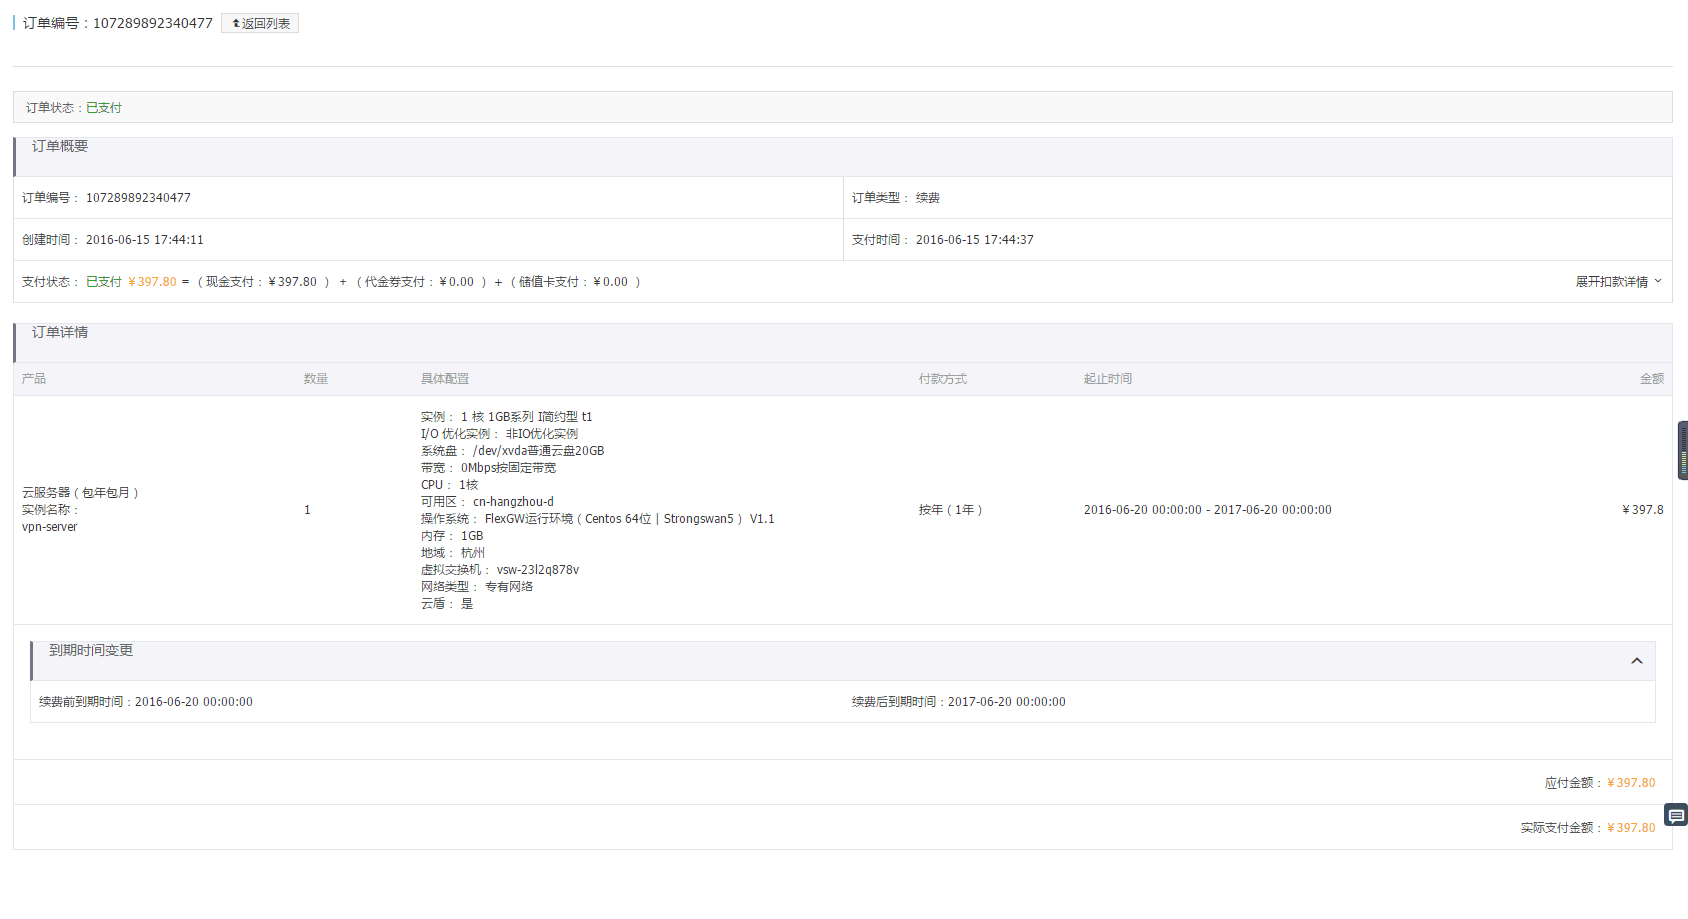 订单编号：107289892340477 返回列表
订单状态：已支付
订单概要
订单编号： 107289892340477 订单类型： 续费
创建时间： 2016-06-15 17:44:11 支付时间： 2016-06-15 17:44:37
支付状态： 已支付 ￥397.80 = （ 现金支付：￥397.80 ） + （ 代金券支付：￥0.00 ） + （ 储值卡支付：￥0.00 ） 展开扣款详情
订单详情
产品 数量 具体配置 付款方式 起止时间 金额
云服务器（包年包月）
实例名称：
vpn-server
1
实例： 1 核 1GB系列 I简约型 t1
I/O 优化实例： 非IO优化实例
系统盘： /dev/xvda普通云盘20GB
带宽： 0Mbps按固定带宽
CPU： 1核
可用区： cn-hangzhou-d
操作系统： FlexGW运行环境（Centos 64位 | Strongswan5） V1.1
内存： 1GB
地域： 杭州
虚拟交换机： vsw-23l2q878v
网络类型： 专有网络
云盾： 是
按年（1年）
2016-06-20 00:00:00 - 2017-06-20 00:00:00
￥397.8
到期时间变更
续费前到期时间：2016-06-20 00:00:00 续费后到期时间：2017-06-20 00:00:00
应付金额：￥397.80
实际支付金额：￥397.80